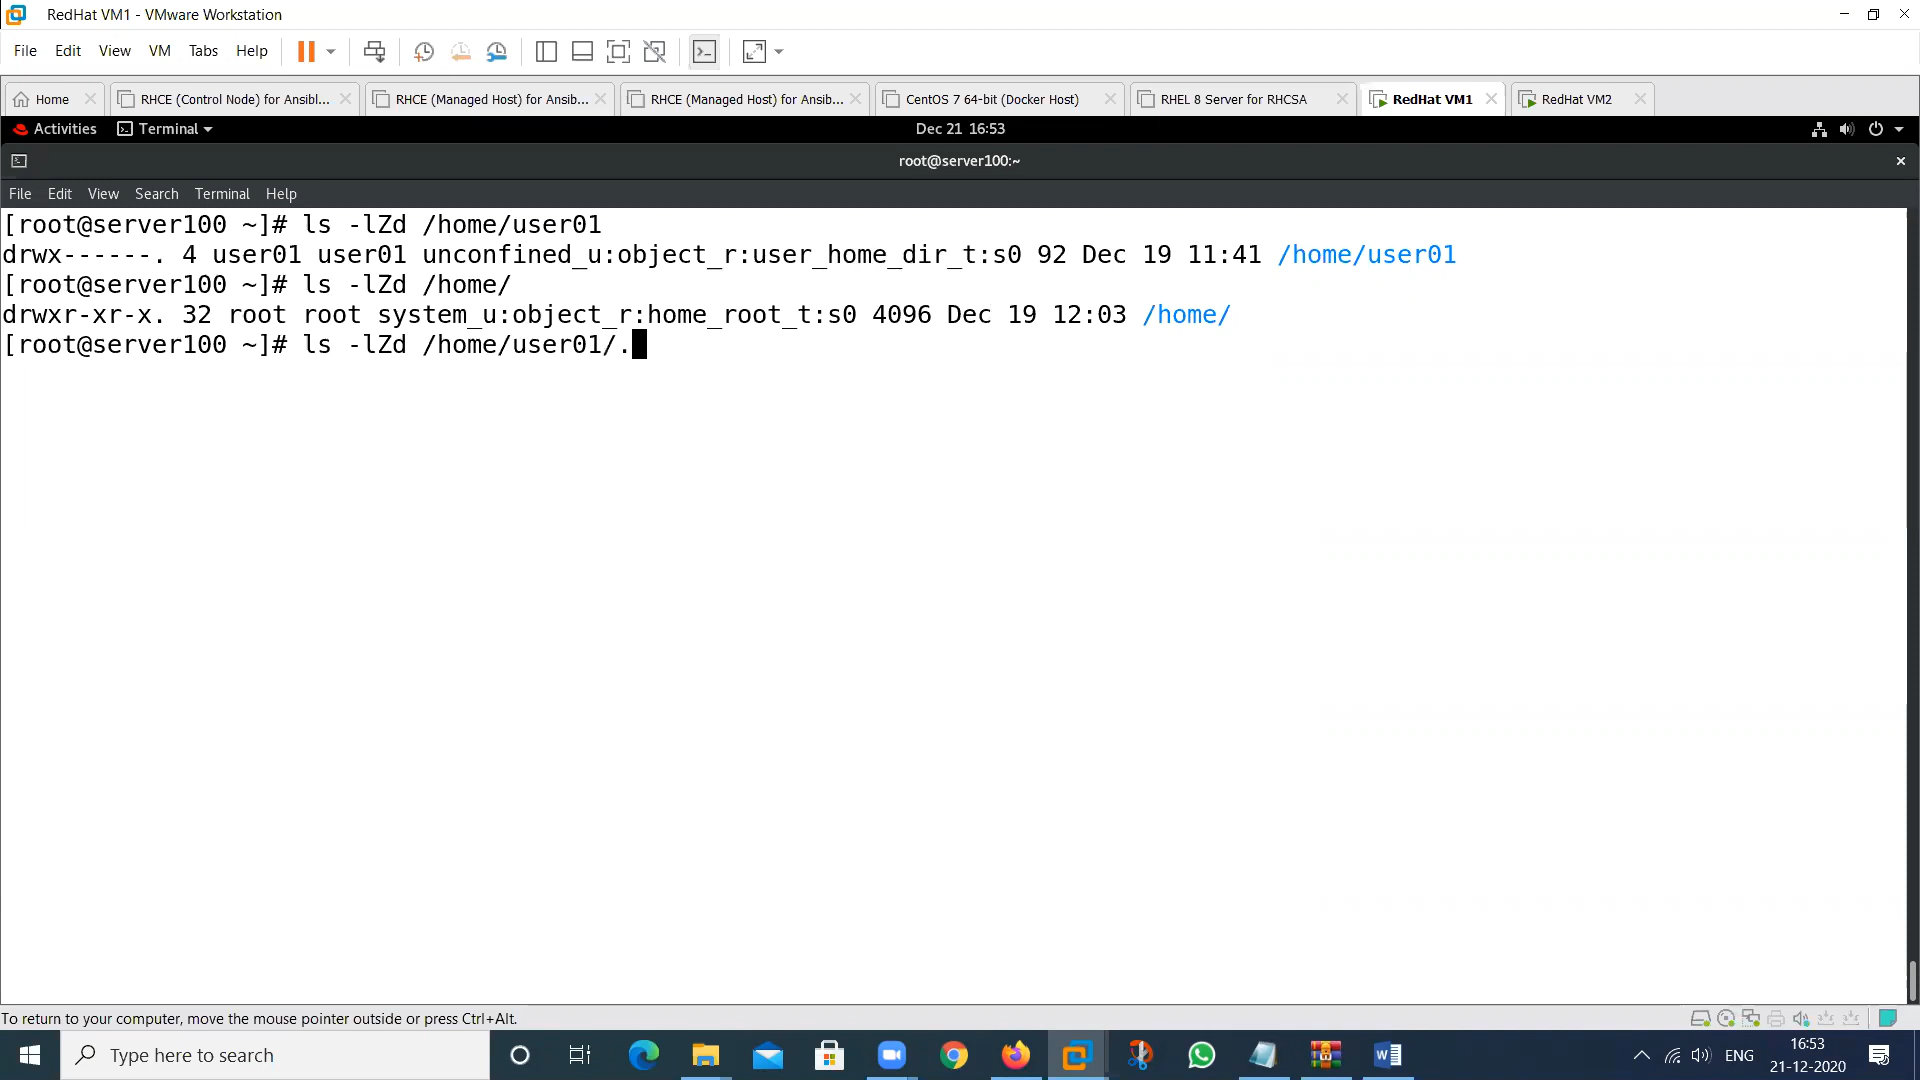 RedHat VM1 - VMware Workstation
File Edit View VM Tabs Help
Home RHCE (Control Node) for Ansibl... RHCE (Managed Host) for Ansib... RHCE (Managed Host) for Ansib... CentOS 7 64-bit (Docker Host) RHEL 8 Server for RHCSA RedHat VM1 RedHat VM2
Activities Terminal Dec 21 16:53
root@server100:~
File Edit View Search Terminal Help
[root@server100 ~]# ls -lZd /home/user01
drwx------. 4 user01 user01 unconfined_u:object_r:user_home_dir_t:s0 92 Dec 19 11:41 /home/user01
[root@server100 ~]# ls -lZd /home/
drwxr-xr-x. 32 root root system_u:object_r:home_root_t:s0 4096 Dec 19 12:03 /home/
[root@server100 ~]# ls -lZd /home/user01/.
To return to your computer, move the mouse pointer outside or press Ctrl+Alt.
Type here to search
ENG
16:53
21-12-2020